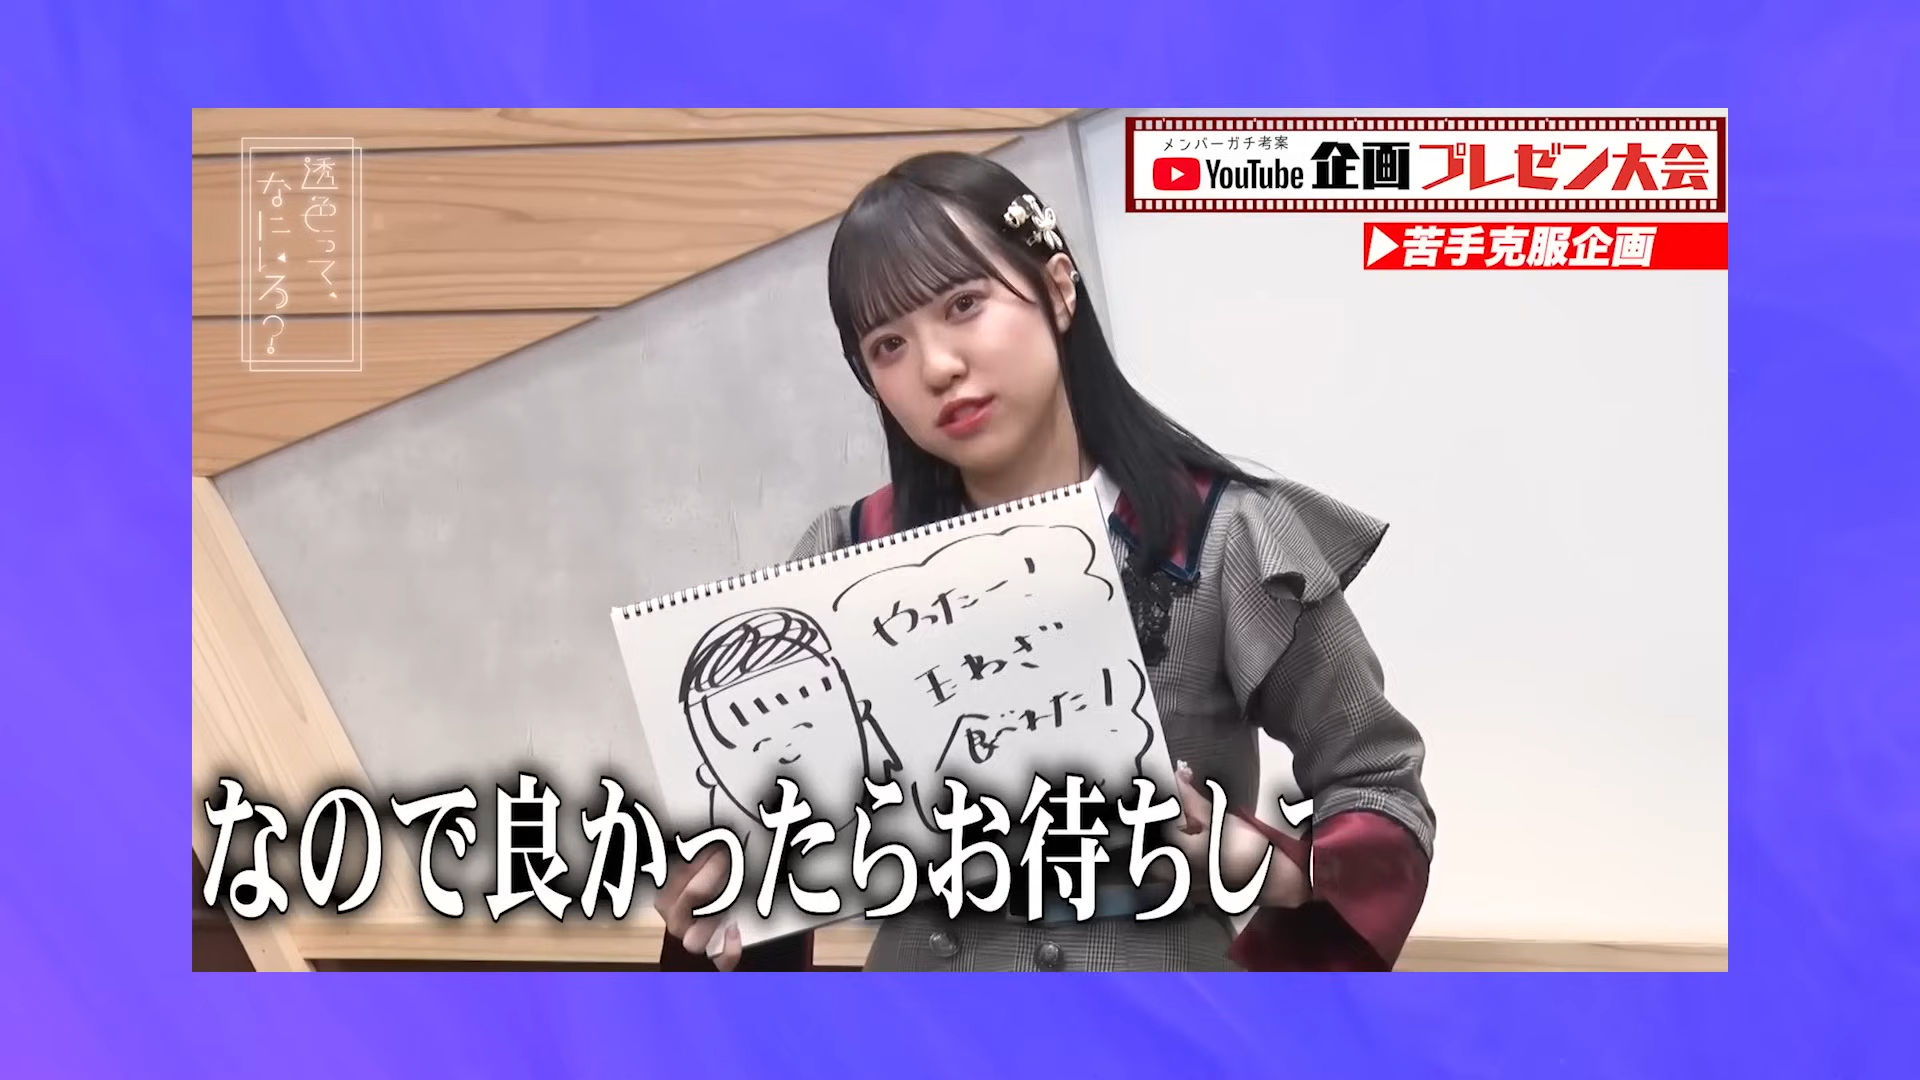 透色って、
なにいろ?
メンバーガチ考案
YouTube 企画プレゼン大会
▶苦手克服企画
やったー!
玉ねぎ
食べれた!
なので良かったらお待ちして